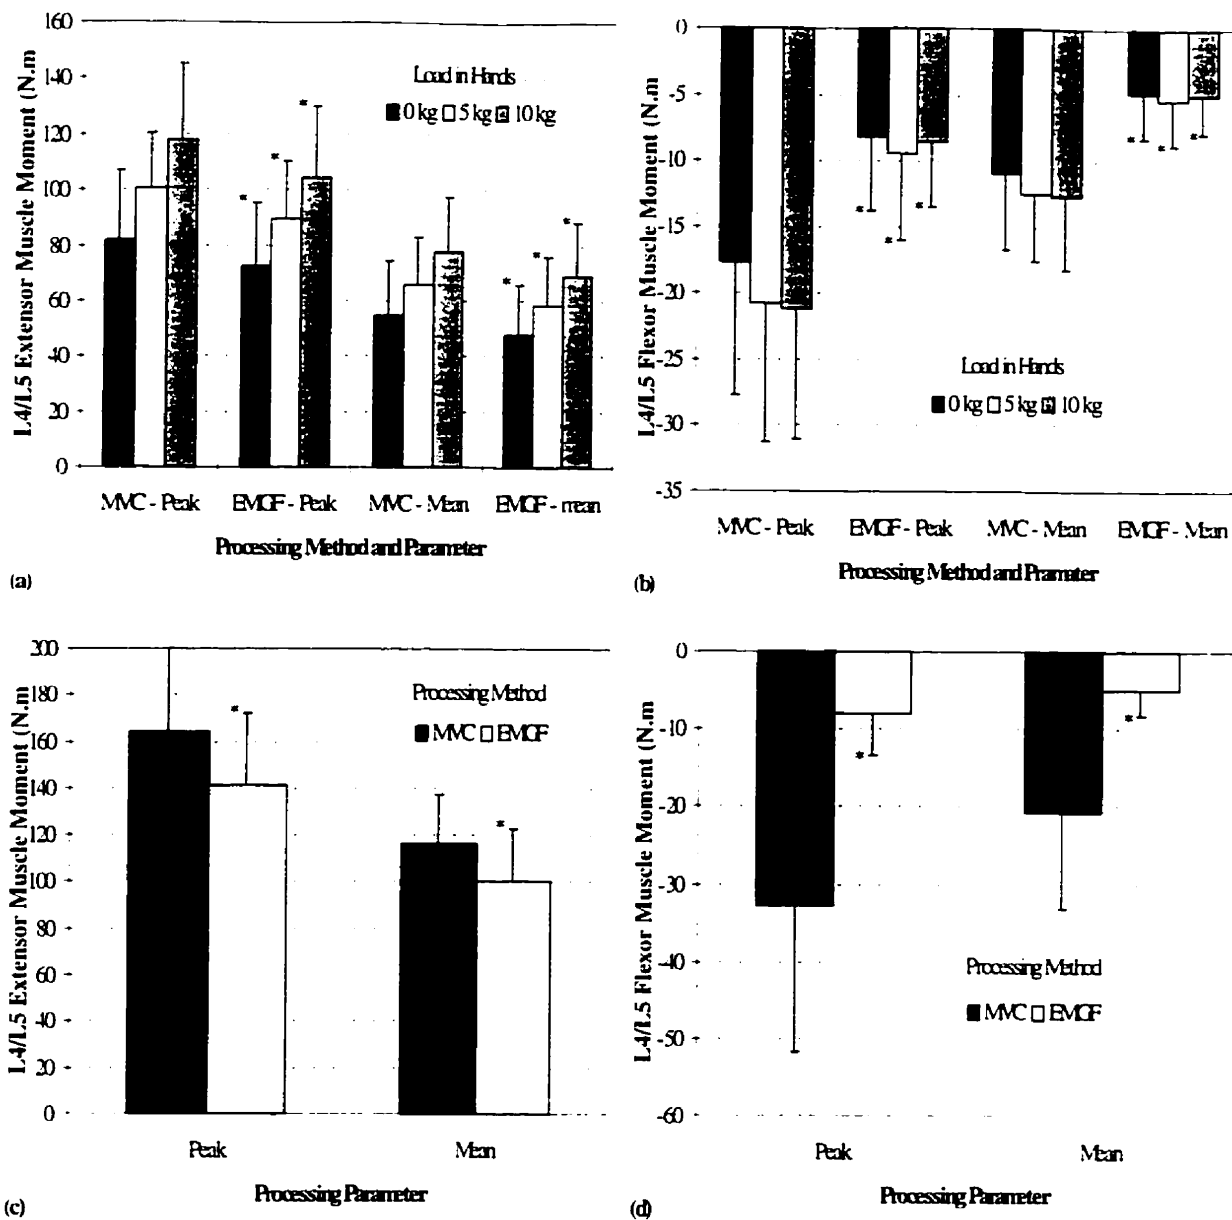 160
140
120
100
80
60
40
20
0
L4/L5 Extensor Muscle Moment (N.m
Load in Hands
0 kg 5 kg 10 kg
MVC - Peak EMGF - Peak MVC - Mean EMGF - mean
Processing Method and Parameter
(a)
0
-5
-10
-15
-20
-25
-30
-35
L4/L5 Flexor Muscle Moment (N.m
Load in Hands
0 kg 5 kg 10 kg
MVC - Peak EMGF - Peak MVC - Mean EMGF - Mean
Processing Method and Prameter
(b)
200
180
160
140
120
100
80
60
40
20
0
L4/L5 Extensor Muscle Moment (N.m
Processing Method
MVC EMGF
Peak Mean
Processing Parameter
(c)
0
-10
-20
-30
-40
-50
-60
L4/L5 Flexor Muscle Moment (N.m
Processing Method
MVC EMGF
Peak Mean
Processing Parameter
(d)